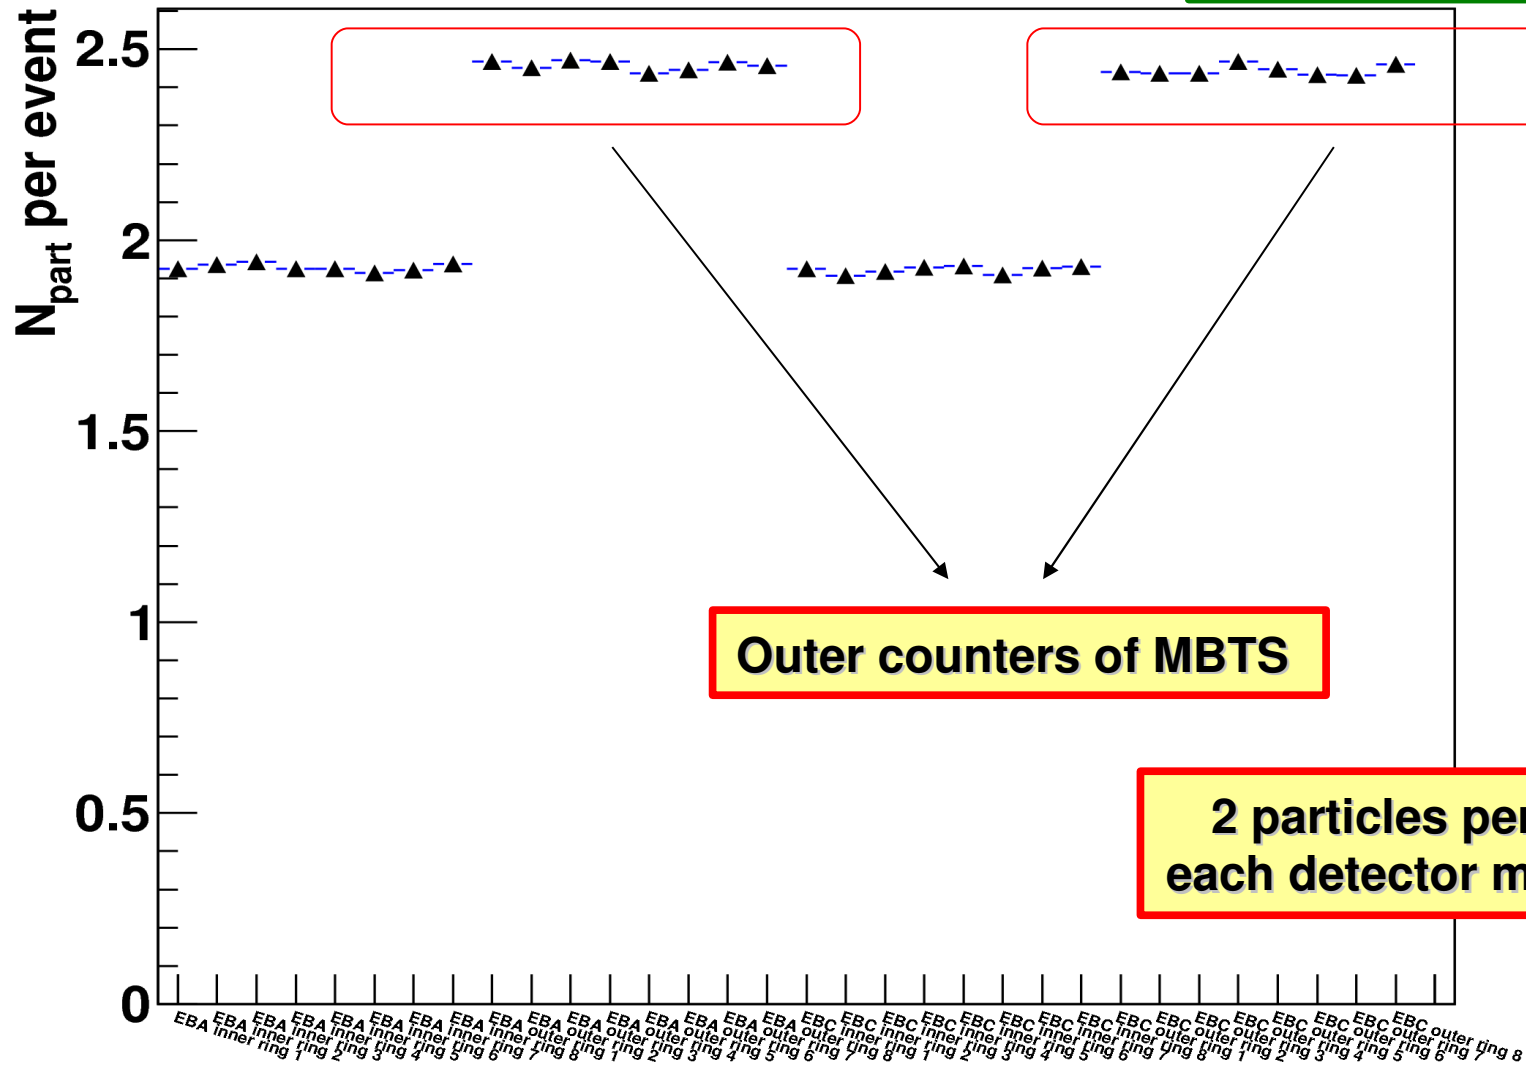 N_part per event
2.5
2
1.5
1
0.5
0
Outer counters of MBTS
2 particles per
each detector m
EBA inner ring 1
EBA inner ring 2
EBA inner ring 3
EBA inner ring 4
EBA inner ring 5
EBA inner ring 6
EBA inner ring 7
EBA inner ring 8
EBA outer ring 1
EBA outer ring 2
EBA outer ring 3
EBA outer ring 4
EBA outer ring 5
EBA outer ring 6
EBA outer ring 7
EBA outer ring 8
EBC inner ring 1
EBC inner ring 2
EBC inner ring 3
EBC inner ring 4
EBC inner ring 5
EBC inner ring 6
EBC inner ring 7
EBC inner ring 8
EBC outer ring 1
EBC outer ring 2
EBC outer ring 3
EBC outer ring 4
EBC outer ring 5
EBC outer ring 6
EBC outer ring 7
EBC outer ring 8